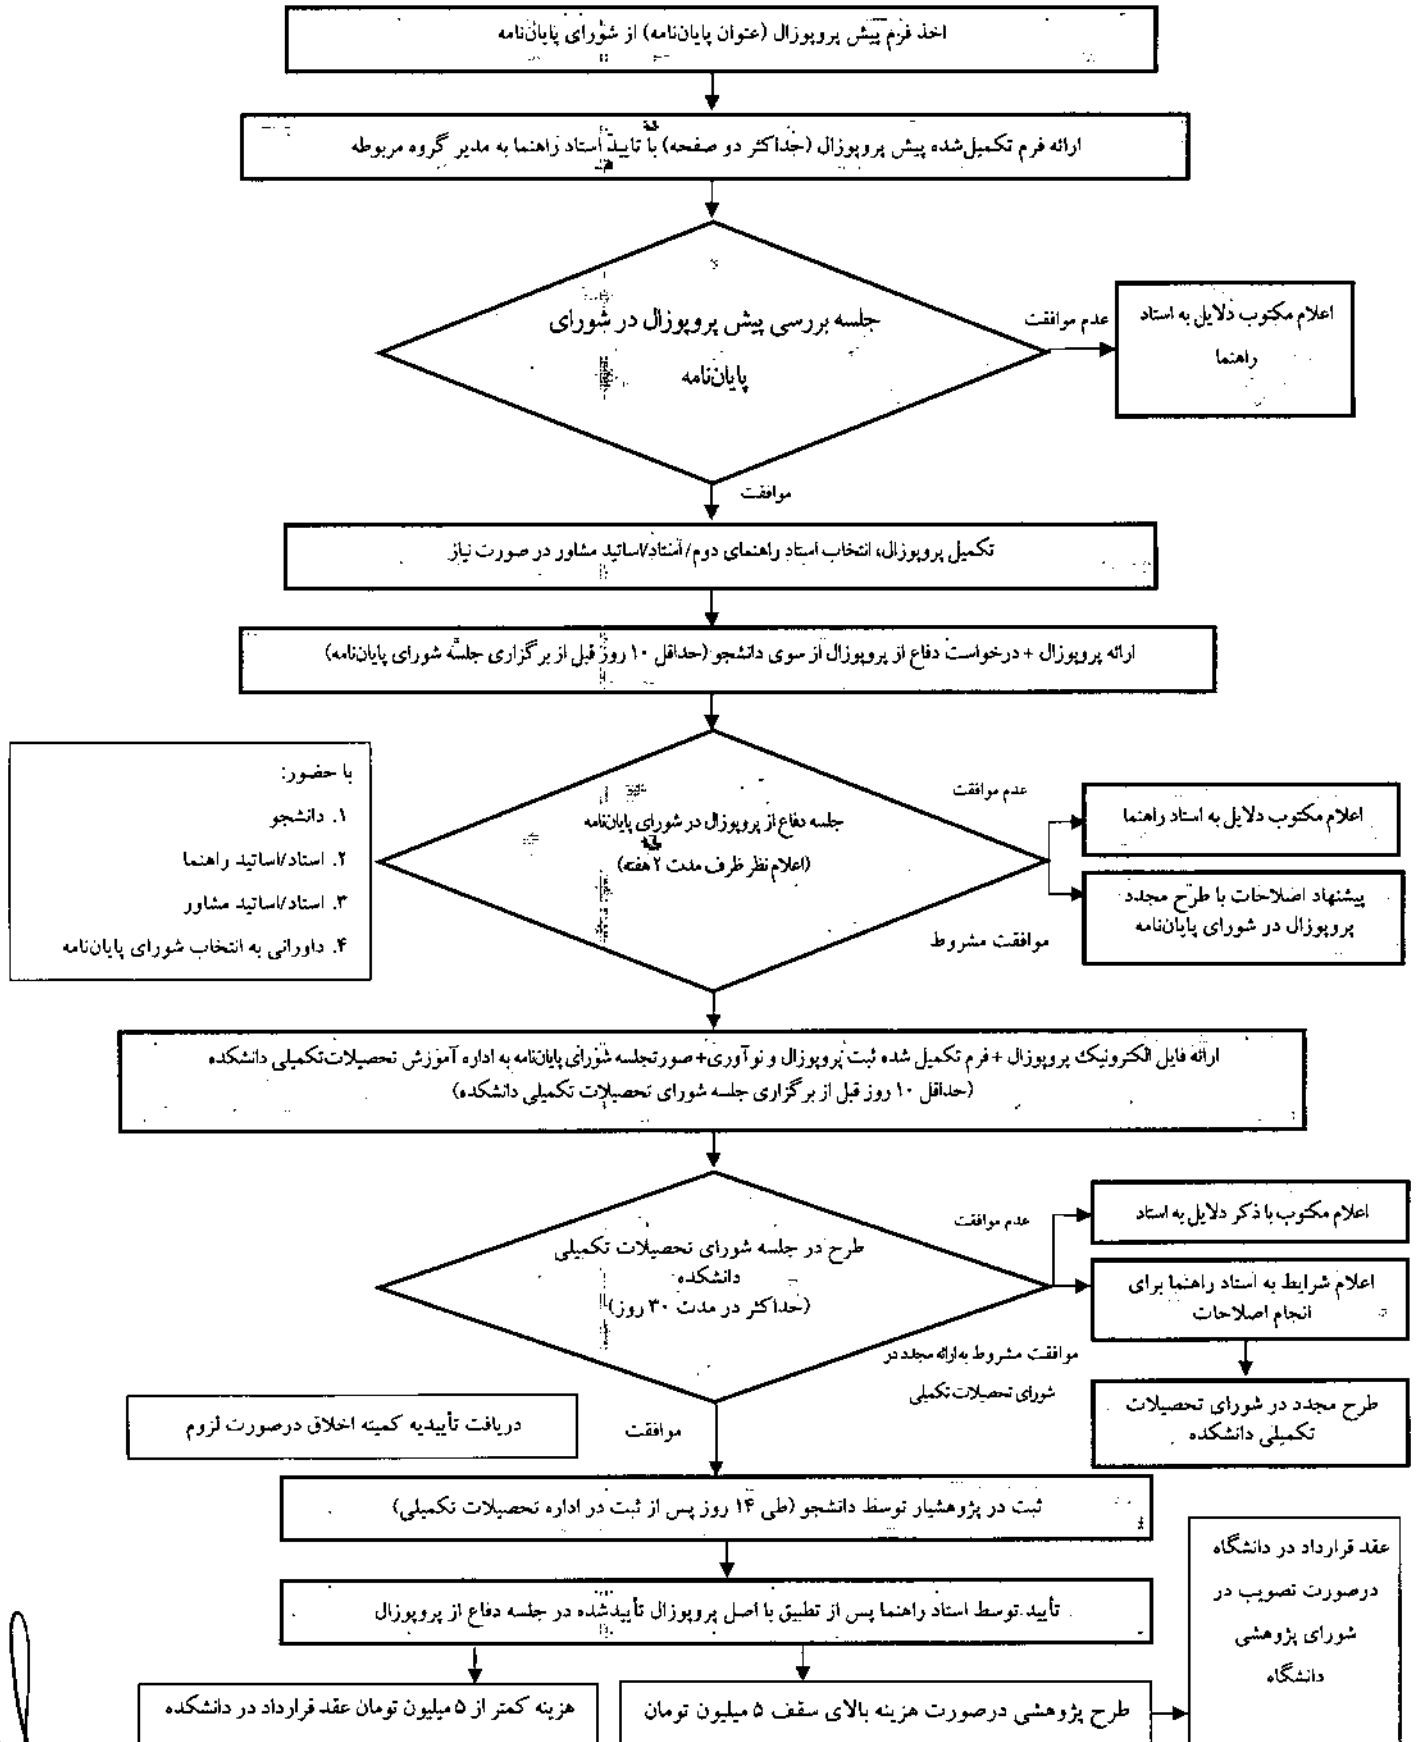 اخذ فرم پیش پروپوزال (عنوان پایان‌نامه) از شورای پایان‌نامه
ارائه فرم تکمیل‌شده پیش پروپوزال (حداکثر دو صفحه) با تایید استاد راهنما به مدیر گروه مربوطه
جلسه بررسی پیش پروپوزال در شورای
پایان‌نامه
عدم موافقت
اعلام مکتوب دلایل به استاد
راهنما
موافقت
تکمیل پروپوزال، انتخاب استاد راهنمای دوم/ استاد/اساتید مشاور در صورت نیاز
ارائه پروپوزال + درخواست دفاع از پروپوزال از سوی دانشجو (حداقل ۱۰ روز قبل از برگزاری جلسه شورای پایان‌نامه)
با حضور:
۱. دانشجو
۲. استاد/اساتید راهنما
۳. استاد/اساتید مشاور
۴. داورانی به انتخاب شورای پایان‌نامه
جلسه دفاع از پروپوزال در شورای پایان‌نامه
(اعلام نظر ظرف مدت ۲ هفته)
عدم موافقت
اعلام مکتوب دلایل به استاد راهنما
موافقت مشروط
پیشنهاد اصلاحات با طرح مجدد
پروپوزال در شورای پایان‌نامه
ارائه فایل الکترونیک پروپوزال + فرم تکمیل شده ثبت پروپوزال و نوآوری+ صورتجلسه شورای پایان‌نامه به اداره آموزش تحصیلات‌تکمیلی دانشکده
(حداقل ۱۰ روز قبل از برگزاری جلسه شورای تحصیلات تکمیلی دانشکده)
طرح در جلسه شورای تحصیلات تکمیلی
دانشکده
(حداکثر در مدت ۳۰ روز)
عدم موافقت
اعلام مکتوب با ذکر دلایل به استاد
اعلام شرایط به استاد راهنما برای
انجام اصلاحات
موافقت مشروط به ارائه مجدد در
شورای تحصیلات تکمیلی
طرح مجدد در شورای تحصیلات
تکمیلی دانشکده
موافقت
دریافت تأییدیه کمیته اخلاق درصورت لزوم
ثبت در پژوهشیار توسط دانشجو (طی ۱۴ روز پس از ثبت در اداره تحصیلات تکمیلی)
تأیید توسط استاد راهنما پس از تطبیق با اصل پروپوزال تأییدشده در جلسه دفاع از پروپوزال
عقد قرارداد در دانشگاه
درصورت تصویب در
شورای پژوهشی
دانشگاه
طرح پژوهشی درصورت هزینه بالای سقف ۵ میلیون تومان
هزینه کمتر از ۵ میلیون تومان عقد قرارداد در دانشکده